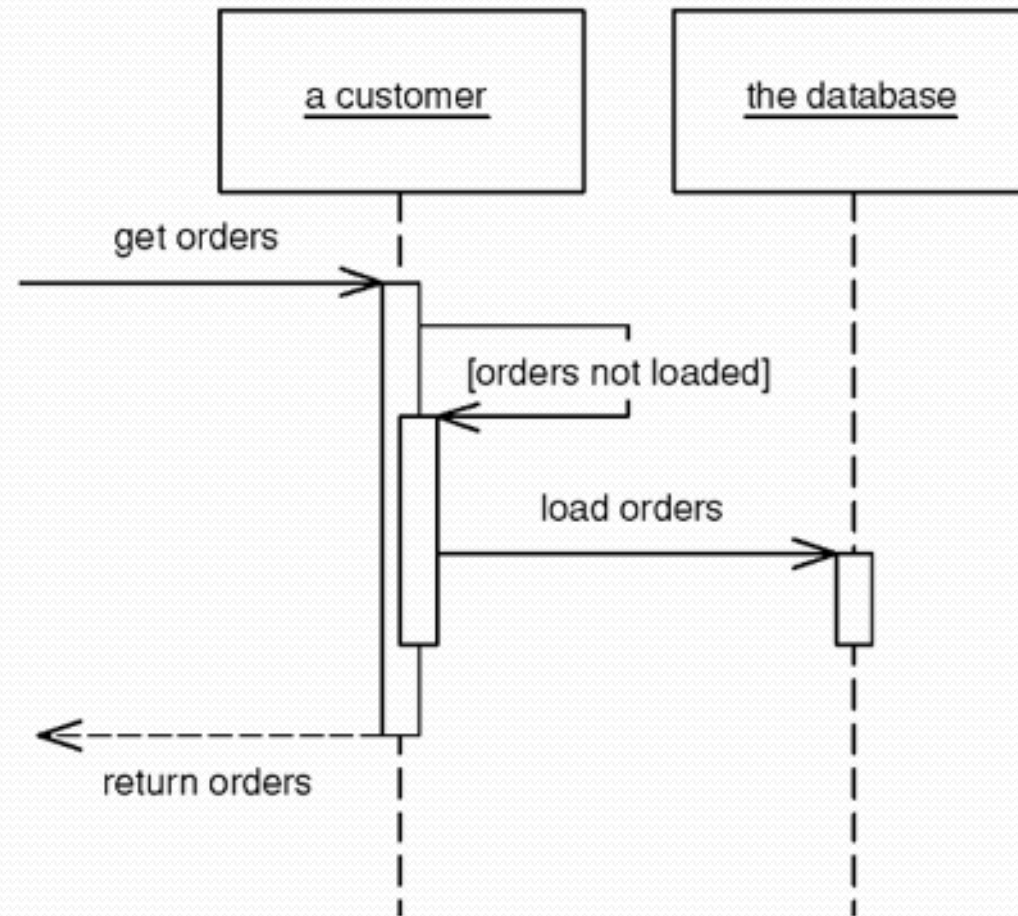 a customer
the database
get orders
[orders not loaded]
load orders
return orders